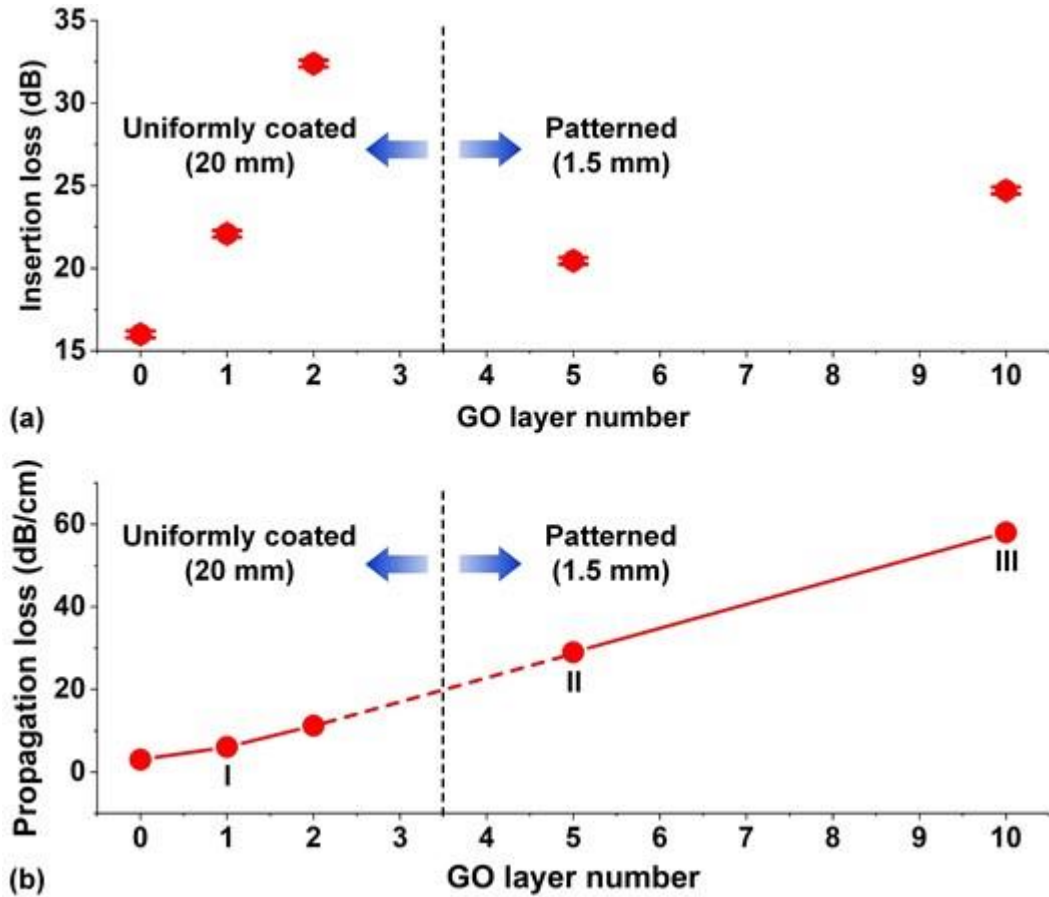 35
30
25
20
15
Insertion loss (dB)
Uniformly coated
(20 mm)
Patterned
(1.5 mm)
0 1 2 3 4 5 6 7 8 9 10
GO layer number
(a)
60
40
20
0
Propagation loss (dB/cm)
Uniformly coated
(20 mm)
Patterned
(1.5 mm)
III
II
I
0 1 2 3 4 5 6 7 8 9 10
GO layer number
(b)